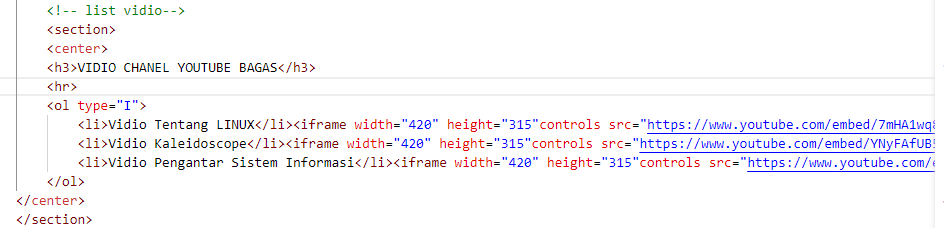 <!-- list vidio-->
<section>
<center>
<h3>VIDIO CHANEL YOUTUBE BAGAS</h3>
<hr>
<ol type="I">
<li>Vidio Tentang LINUX</li><iframe width="420" height="315"controls src="https://www.youtube.com/embed/7mHA1wq
<li>Vidio Kaleidoscope</li><iframe width="420" height="315"controls src="https://www.youtube.com/embed/YNyFAfUB
<li>Vidio Pengantar Sistem Informasi</li><iframe width="420" height="315"controls src="https://www.youtube.com/
</ol>
</center>
</section>